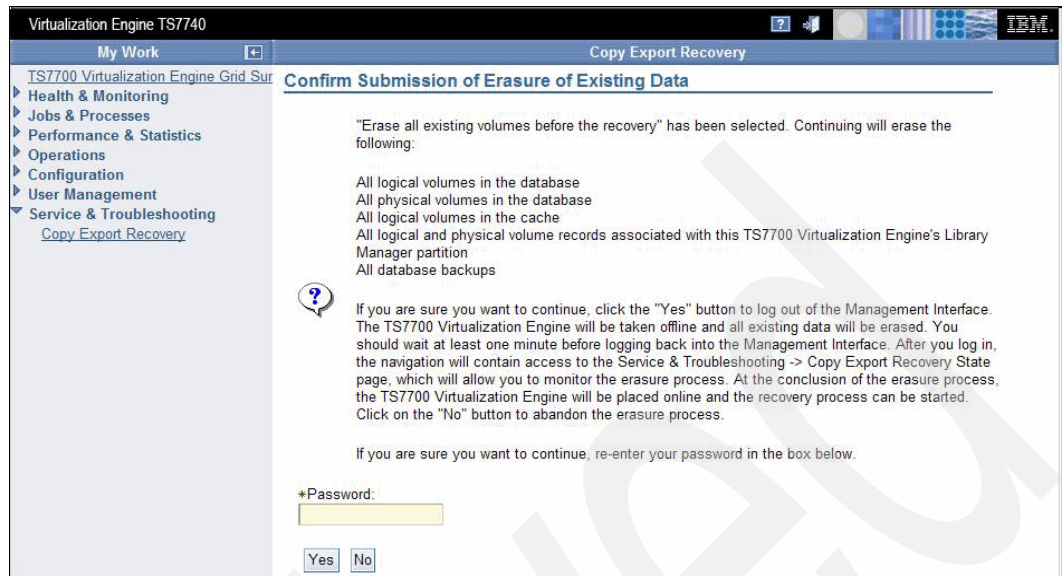 Virtualization Engine TS7740
?
IBM.
My Work
Copy Export Recovery
TS7700 Virtualization Engine Grid Sur
Health & Monitoring
Jobs & Processes
Performance & Statistics
Operations
Configuration
User Management
Service & Troubleshooting
Copy Export Recovery
Confirm Submission of Erasure of Existing Data
"Erase all existing volumes before the recovery" has been selected. Continuing will erase the
following:
All logical volumes in the database
All physical volumes in the database
All logical volumes in the cache
All logical and physical volume records associated with this TS7700 Virtualization Engine's Library
Manager partition
All database backups
?
If you are sure you want to continue, click the "Yes" button to log out of the Management Interface.
The TS7700 Virtualization Engine will be taken offline and all existing data will be erased. You
should wait at least one minute before logging back into the Management Interface. After you log in,
the navigation will contain access to the Service & Troubleshooting -> Copy Export Recovery State
page, which will allow you to monitor the erasure process. At the conclusion of the erasure process,
the TS7700 Virtualization Engine will be placed online and the recovery process can be started.
Click on the "No" button to abandon the erasure process.
If you are sure you want to continue, re-enter your password in the box below.
*Password:
Yes No